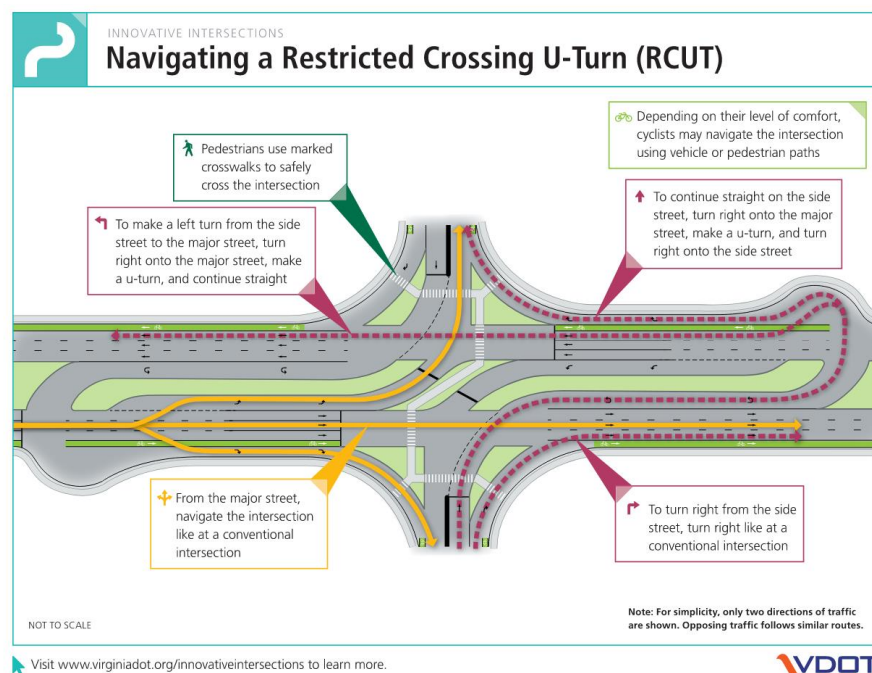 INNOVATIVE INTERSECTIONS
Navigating a Restricted Crossing U-Turn (RCUT)
Depending on their level of comfort,
cyclists may navigate the intersection
using vehicle or pedestrian paths
Pedestrians use marked
crosswalks to safely
cross the intersection
To make a left turn from the side
street to the major street, turn
right onto the major street, make
a u-turn, and continue straight
To continue straight on the side
street, turn right onto the major
street, make a u-turn, and turn
right onto the side street
From the major street,
navigate the intersection
like at a conventional
intersection
To turn right from the side
street, turn right like at a
conventional intersection
NOT TO SCALE
Note: For simplicity, only two directions of traffic
are shown. Opposing traffic follows similar routes.
Visit www.virginiadot.org/innovativeintersections to learn more.
VDOT